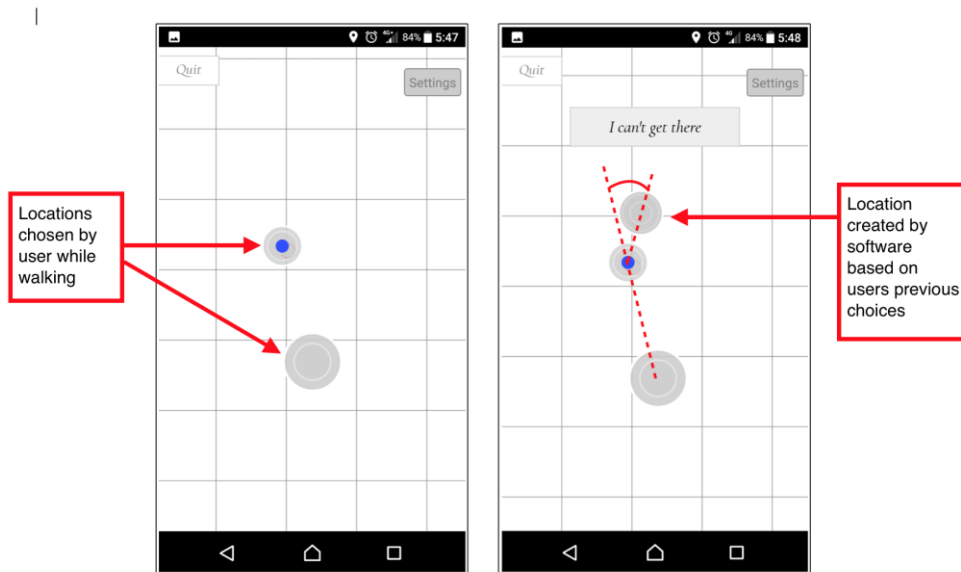 84% 5:47
Quit
Settings
Locations
chosen by
user while
walking
4G 84% 5:48
Quit
Settings
I can't get there
Location
created by
software
based on
users previous
choices